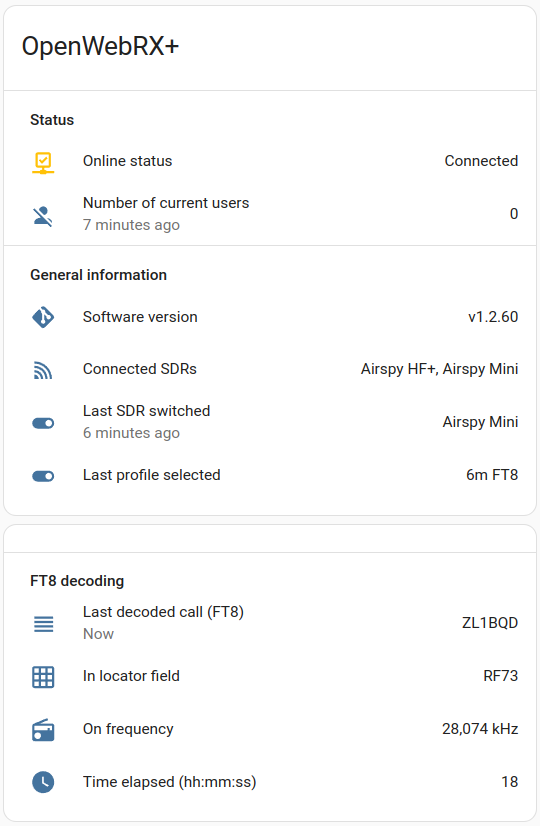 OpenWebRX+
Status
Online status Connected
Number of current users 0
7 minutes ago
General information
Software version v1.2.60
Connected SDRs Airspy HF+, Airspy Mini
Last SDR switched Airspy Mini
6 minutes ago
Last profile selected 6m FT8
FT8 decoding
Last decoded call (FT8) ZL1BQD
Now
In locator field RF73
On frequency 28,074 kHz
Time elapsed (hh:mm:ss) 18